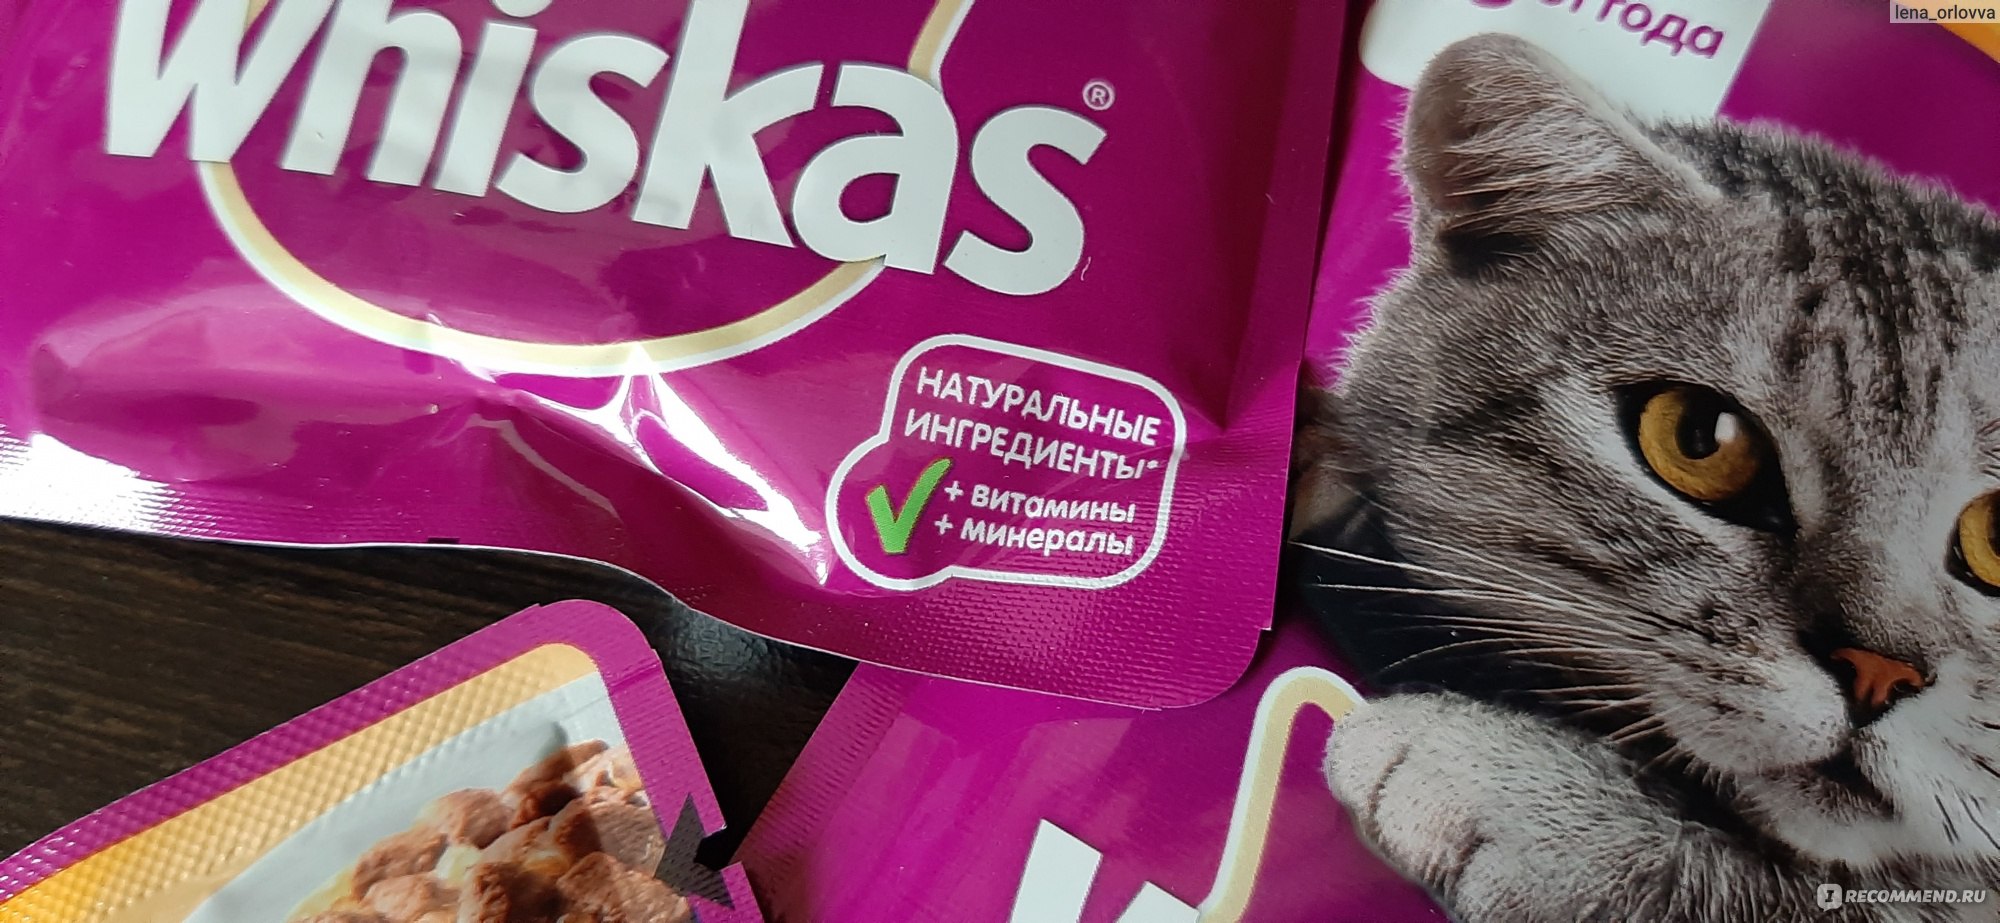 lena_orlovva
года
Whiskas®
НАТУРАЛЬНЫЕ
ИНГРЕДИЕНТЫ*
+ витамины
+ минералы
RECOMMEND.RU